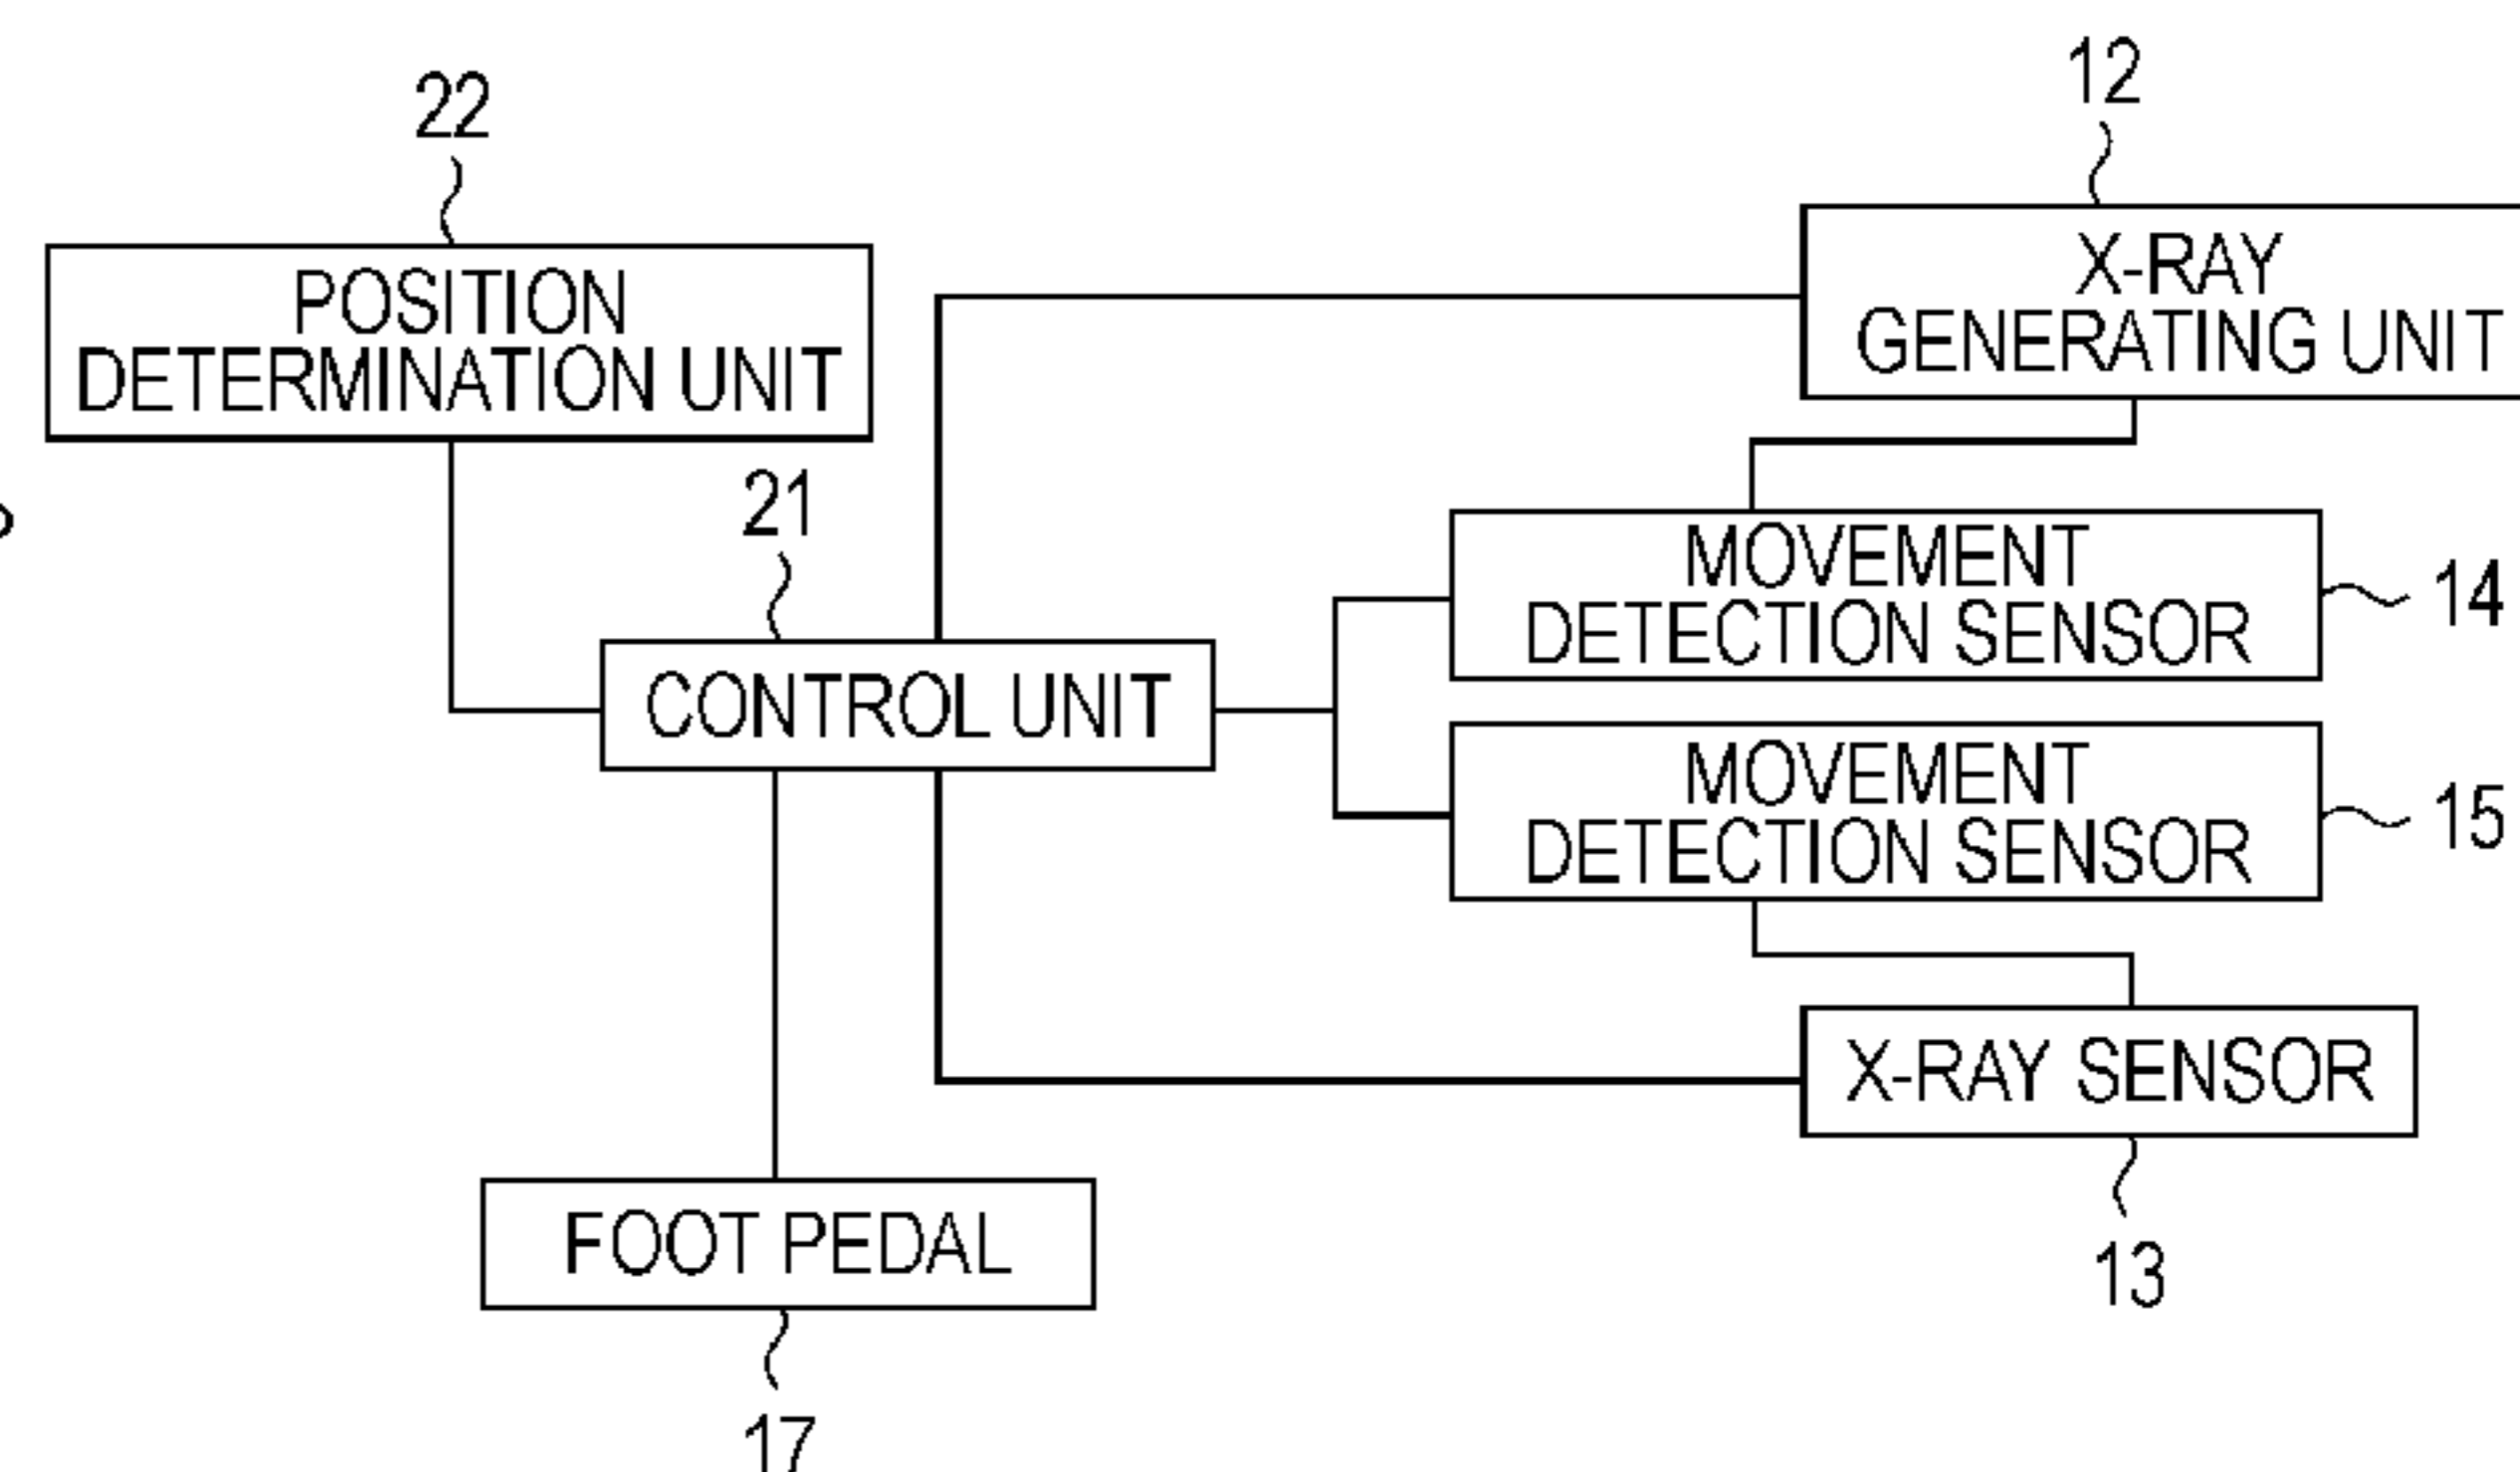 12
22
X-RAY
GENERATING UNIT
POSITION
DETERMINATION UNIT
21
MOVEMENT
DETECTION SENSOR
14
CONTROL UNIT
MOVEMENT
DETECTION SENSOR
15
X-RAY SENSOR
13
FOOT PEDAL
17